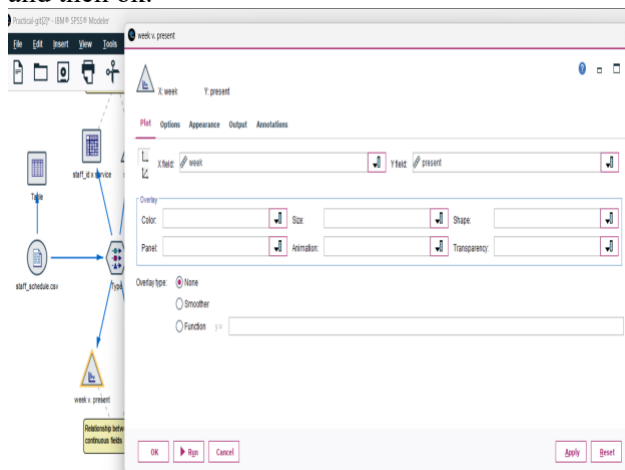 and then ok.
Practical-git[2]* - IBM® SPSS® Modeler
File Edit Insert View Tools
week v. present
X: week Y: present
Plot Options Appearance Output Annotations
X field: week Y field: present
Overlay
Color: Size: Shape:
Panel: Animation: Transparency:
Overlay type: None
Smoother
Function y =
Table
staff_id x service
staff_schedule.csv
Type
week v. present
Relationship betw
continuous fields
OK Run Cancel Apply Reset